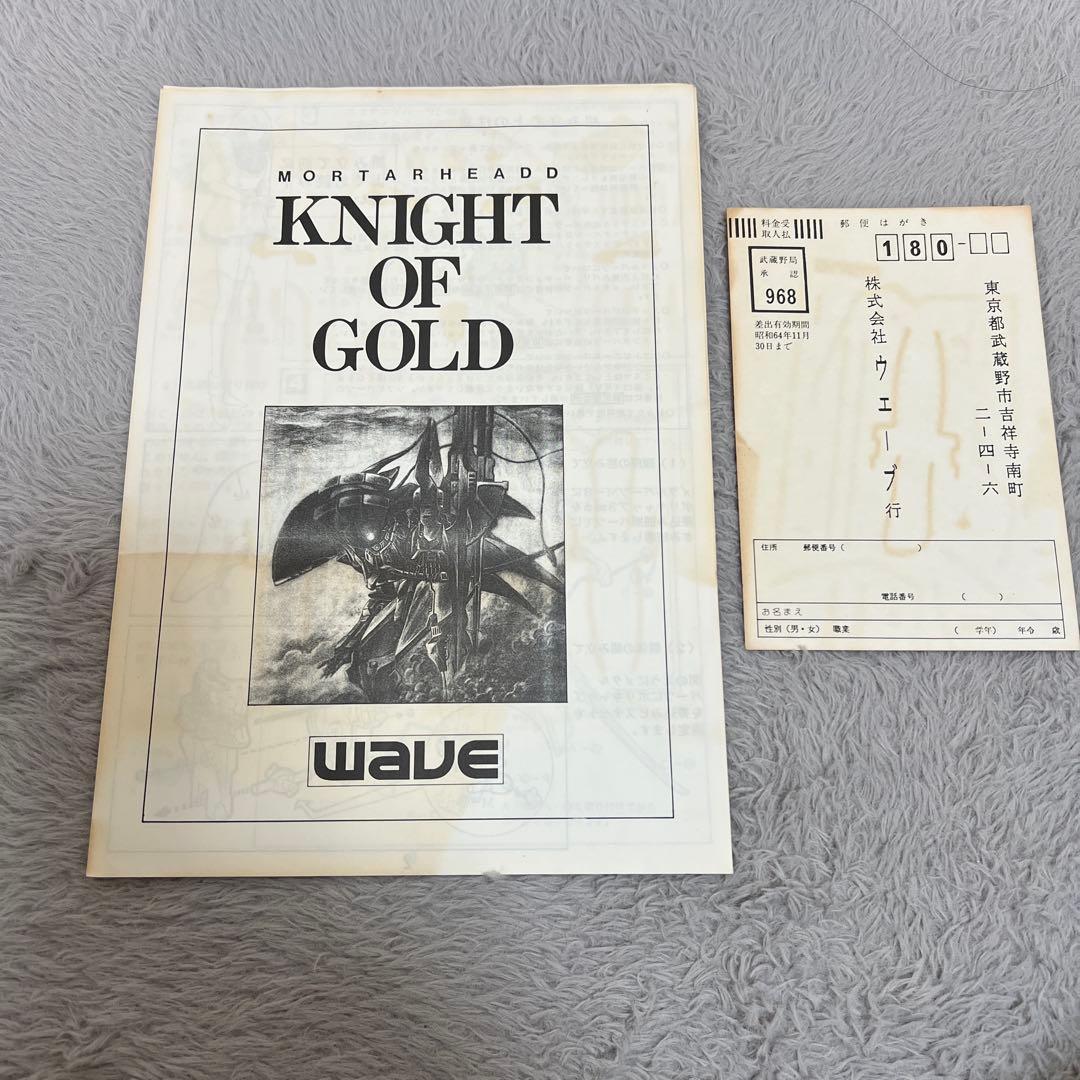 MORTARHEADD
KNIGHT
OF
GOLD
WAVE
料金受
取人払
郵便はがき
180-
武蔵野局
承認
968
差出有効期間
昭和64年11月
30日まで
東京都武蔵野市吉祥寺南町
二ー四ー六
株式会社ウェーブ行
住所 郵便番号( )
電話番号 ( )
お名まえ
性別(男・女) 職業 ( 学年) 年令 歳